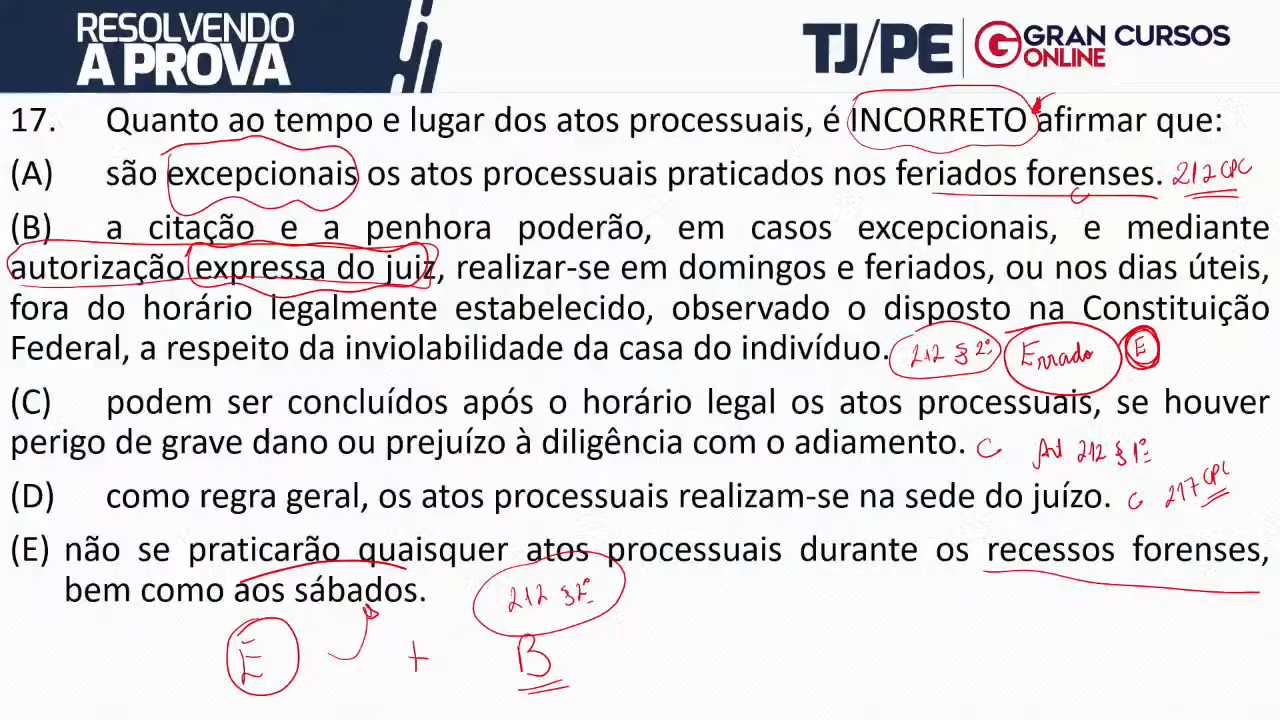 RESOLVENDO
A PROVA
TJ/PE
GRAN CURSOS
ONLINE
17. Quanto ao tempo e lugar dos atos processuais, é INCORRETO afirmar que:
(A) são excepcionais os atos processuais praticados nos feriados forenses. 212 CPC
C
(B) a citação e a penhora poderão, em casos excepcionais, e mediante
autorização expressa do juiz, realizar-se em domingos e feriados, ou nos dias úteis,
fora do horário legalmente estabelecido, observado o disposto na Constituição
Federal, a respeito da inviolabilidade da casa do indivíduo. 212 § 2º Errado E
(C) podem ser concluídos após o horário legal os atos processuais, se houver
perigo de grave dano ou prejuízo à diligência com o adiamento. C Art 212 § 1º
(D) como regra geral, os atos processuais realizam-se na sede do juízo. C 217 CPC
(E) não se praticarão quaisquer atos processuais durante os recessos forenses,
bem como aos sábados. 212 § 2º
E + B